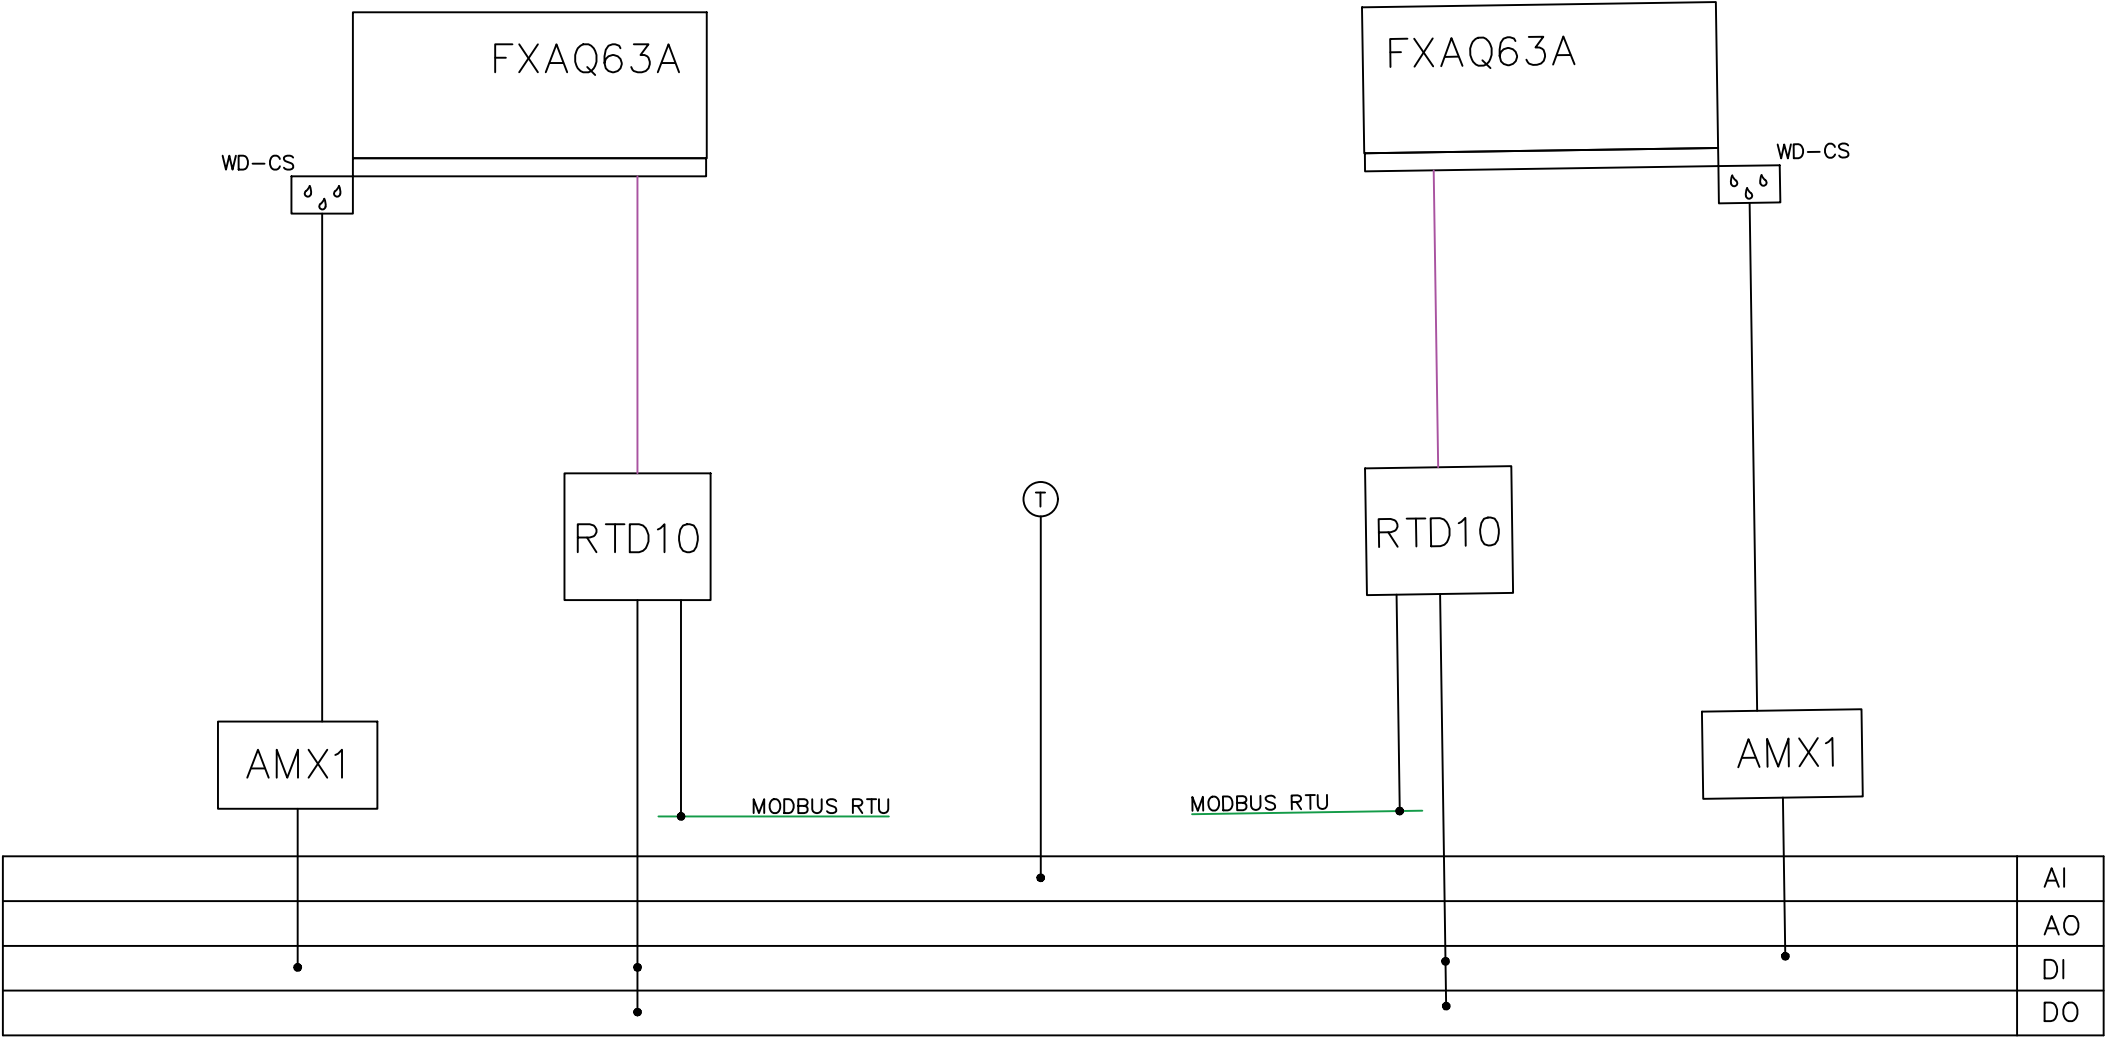 FXAQ63A
FXAQ63A
WD-CS
WD-CS
T
RTD10
RTD10
AMX1
AMX1
MODBUS RTU
MODBUS RTU
AI
AO
DI
DO